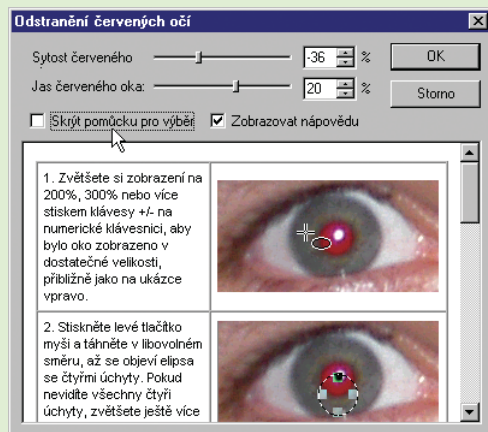 Odstranění červených očí
Sytost červeného -36 % OK
Jas červeného oka: 20 % Storno
Skrýt pomůcku pro výběr Zobrazovat nápovědu
1. Zvětšete si zobrazení na
200%, 300% nebo více
stiskem klávesy +/- na
numerické klávesnici, aby
bylo oko zobrazeno v
dostatečné velikosti,
přibližně jako na ukázce
vpravo.
2. Stiskněte levé tlačítko
myši a táhněte v libovolném
směru, až se objeví elipsa
se čtyřmi úchyty. Pokud
nevidíte všechny čtyři
úchyty, zvětšete ještě více